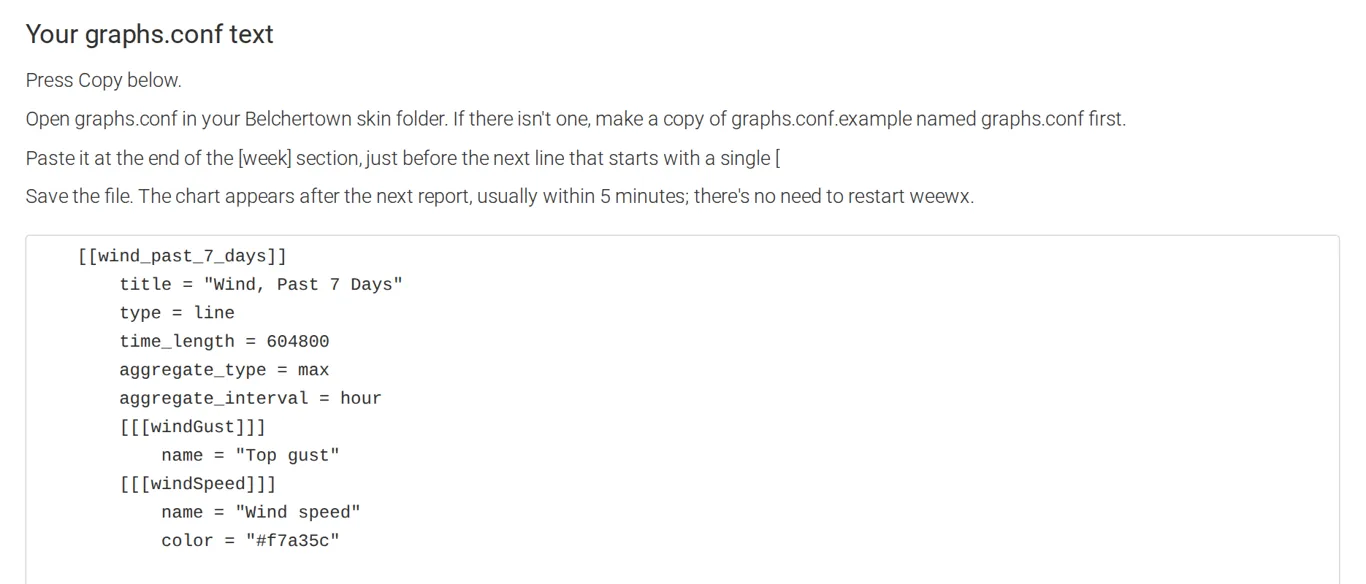 Your graphs.conf text
Press Copy below.
Open graphs.conf in your Belchertown skin folder. If there isn't one, make a copy of graphs.conf.example named graphs.conf first.
Paste it at the end of the [week] section, just before the next line that starts with a single [
Save the file. The chart appears after the next report, usually within 5 minutes; there's no need to restart weewx.
[[wind_past_7_days]]
title = "Wind, Past 7 Days"
type = line
time_length = 604800
aggregate_type = max
aggregate_interval = hour
[[[windGust]]]
name = "Top gust"
[[[windSpeed]]]
name = "Wind speed"
color = "#f7a35c"